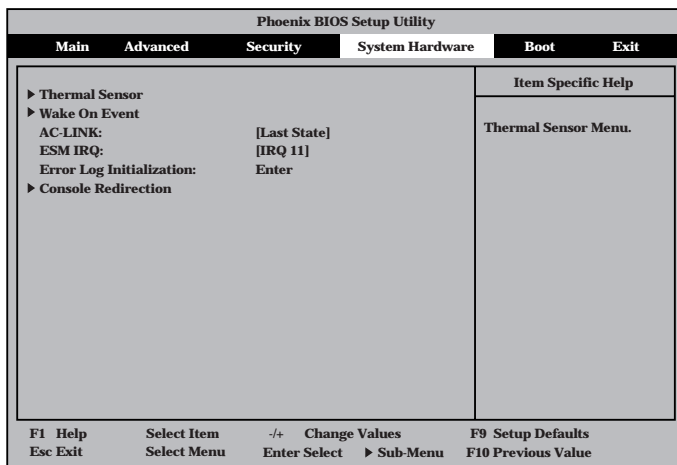 Phoenix BIOS Setup Utility
Main Advanced Security System Hardware Boot Exit
Item Specific Help
▶ Thermal Sensor
▶ Wake On Event
Thermal Sensor Menu.
AC-LINK: [Last State]
ESM IRQ: [IRQ 11]
Error Log Initialization: Enter
▶ Console Redirection
F1 Help Select Item -/+ Change Values F9 Setup Defaults
Esc Exit Select Menu Enter Select ▶ Sub-Menu F10 Previous Value